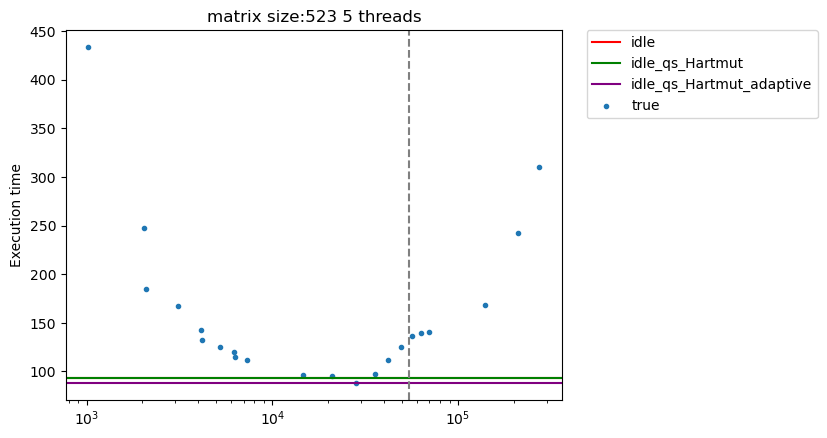 matrix size:523 5 threads
450
400
350
300
250
200
150
100
Execution time
10³
10⁴
10⁵
idle
idle_qs_Hartmut
idle_qs_Hartmut_adaptive
true